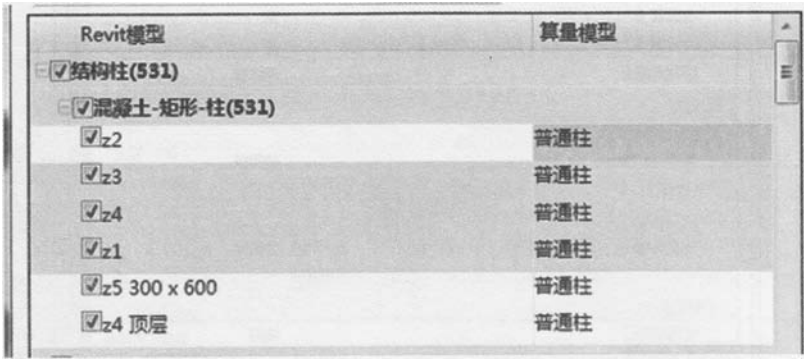 Revit模型 算量模型
结构柱(531)
混凝土-矩形-柱(531)
z2 普通柱
z3 普通柱
z4 普通柱
z1 普通柱
z5 300 x 600 普通柱
z4 顶层 普通柱